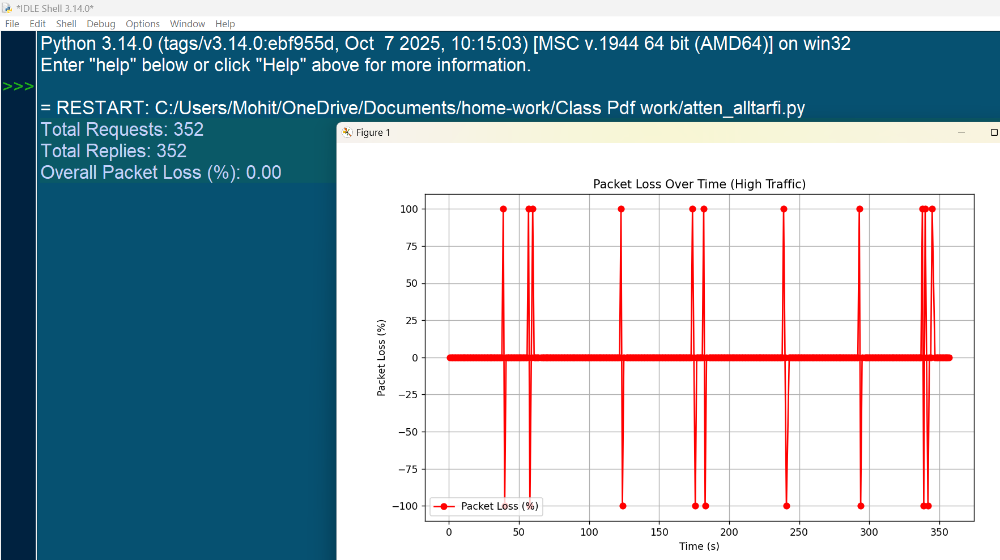 *IDLE Shell 3.14.0*
File Edit Shell Debug Options Window Help
Python 3.14.0 (tags/v3.14.0:ebf955d, Oct  7 2025, 10:15:03) [MSC v.1944 64 bit (AMD64)] on win32
Enter "help" below or click "Help" above for more information.
>>>
= RESTART: C:/Users/Mohit/OneDrive/Documents/home-work/Class Pdf work/atten_alltarfi.py
Total Requests: 352
Total Replies: 352
Overall Packet Loss (%): 0.00
Figure 1
Packet Loss Over Time (High Traffic)
100
75
50
25
0
−25
−50
−75
−100
Packet Loss (%)
Packet Loss (%)
0 50 100 150 200 250 300 350
Time (s)